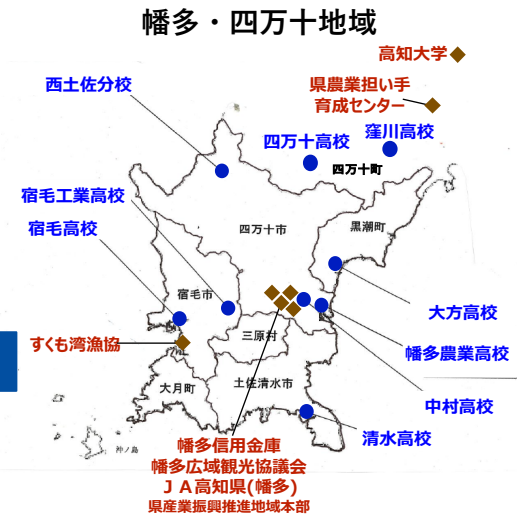 幡多・四万十地域
高知大学
県農業担い手
育成センター
西土佐分校
四万十高校
窪川高校
四万十町
宿毛工業高校
宿毛高校
四万十市
黒潮町
宿毛市
大方高校
すくも湾漁協
三原村
幡多農業高校
大月町
土佐清水市
中村高校
清水高校
沖ノ島
幡多信用金庫
幡多広域観光協議会
ＪＡ高知県(幡多)
県産業振興推進地域本部